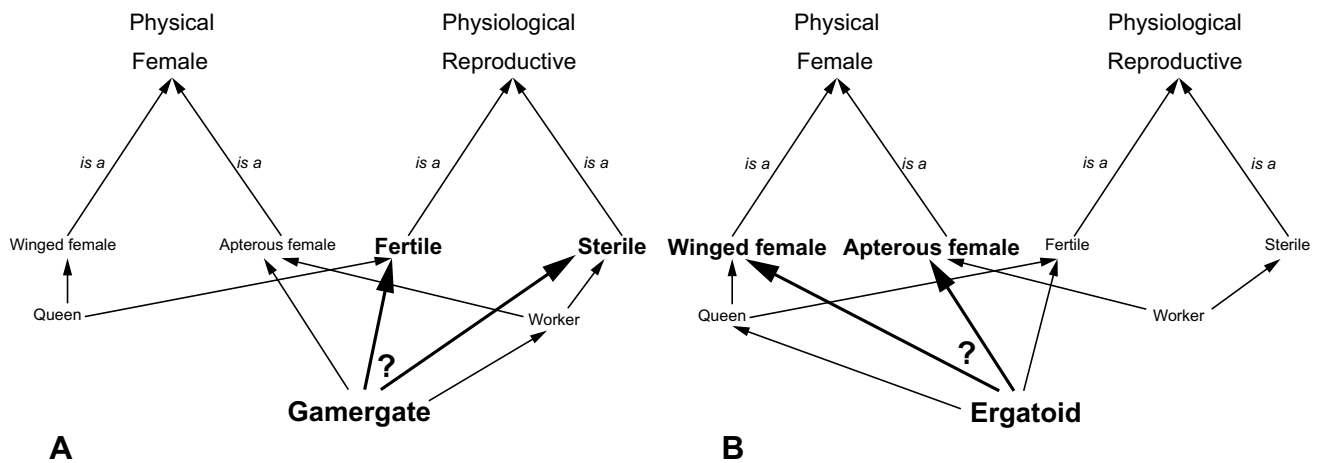 Physical
Physiological
Female
Reproductive
is a
is a
is a
is a
Winged female
Apterous female
Fertile
Sterile
Queen
Worker
?
Gamergate
A
Physical
Physiological
Female
Reproductive
is a
is a
is a
is a
Winged female
Apterous female
Fertile
Sterile
Queen
Worker
?
Ergatoid
B